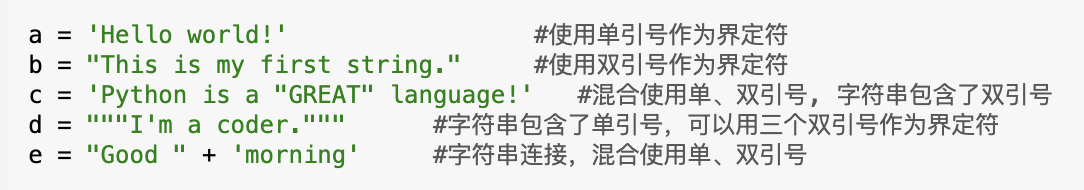 a = 'Hello world!'                 #使用单引号作为界定符
b = "This is my first string."     #使用双引号作为界定符
c = 'Python is a "GREAT" language!'   #混合使用单、双引号, 字符串包含了双引号
d = """I'm a coder."""      #字符串包含了单引号，可以用三个双引号作为界定符
e = "Good " + 'morning'     #字符串连接，混合使用单、双引号